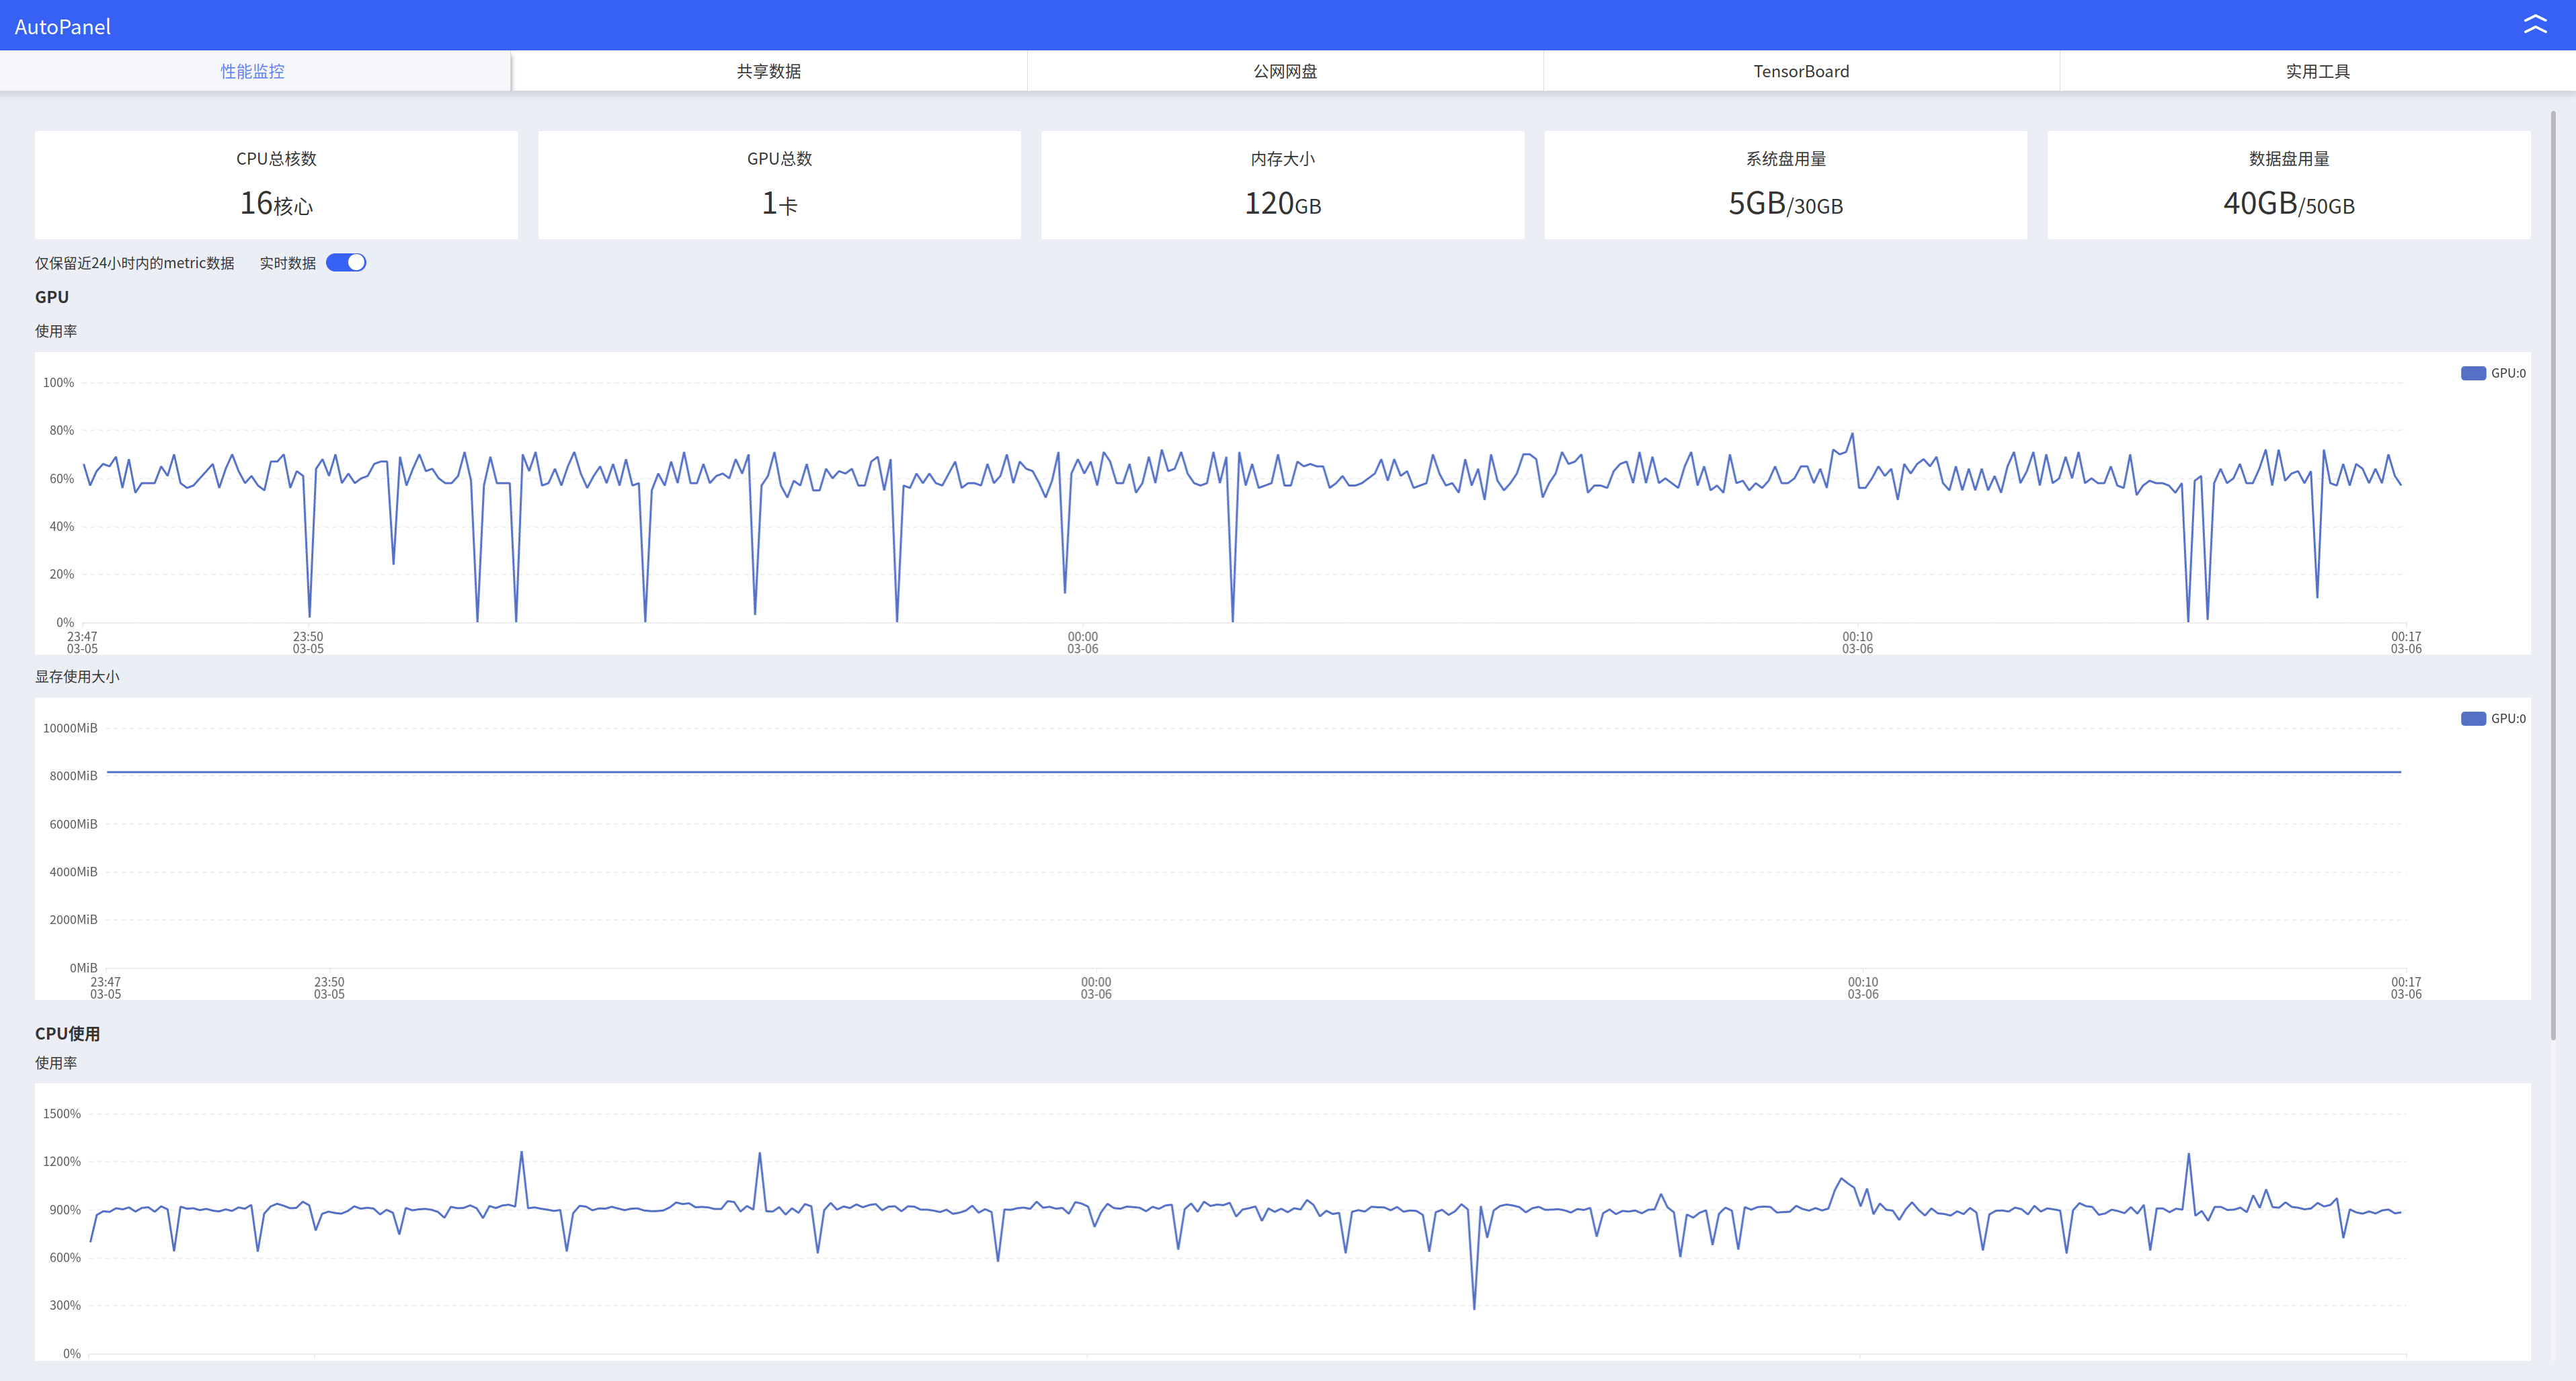 AutoPanel
性能监控
共享数据
公网网盘
TensorBoard
实用工具
CPU总核数
16核心
GPU总数
1卡
内存大小
120GB
系统盘用量
5GB/30GB
数据盘用量
40GB/50GB
仅保留近24小时内的metric数据
实时数据
GPU
使用率
GPU:0
100%
80%
60%
40%
20%
0%
23:47
03-05
23:50
03-05
00:00
03-06
00:10
03-06
00:17
03-06
显存使用大小
GPU:0
10000MiB
8000MiB
6000MiB
4000MiB
2000MiB
0MiB
23:47
03-05
23:50
03-05
00:00
03-06
00:10
03-06
00:17
03-06
CPU使用
使用率
1500%
1200%
900%
600%
300%
0%